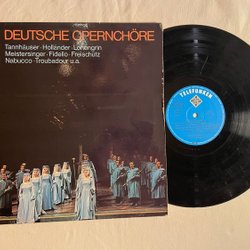 DEUTSCHE OPERNCHÖRE
Tannhäuser · Holländer · Lohengrin
Meistersinger · Fidelio · Freischütz
Nabucco · Troubadour u.a.
TELEFUNKEN